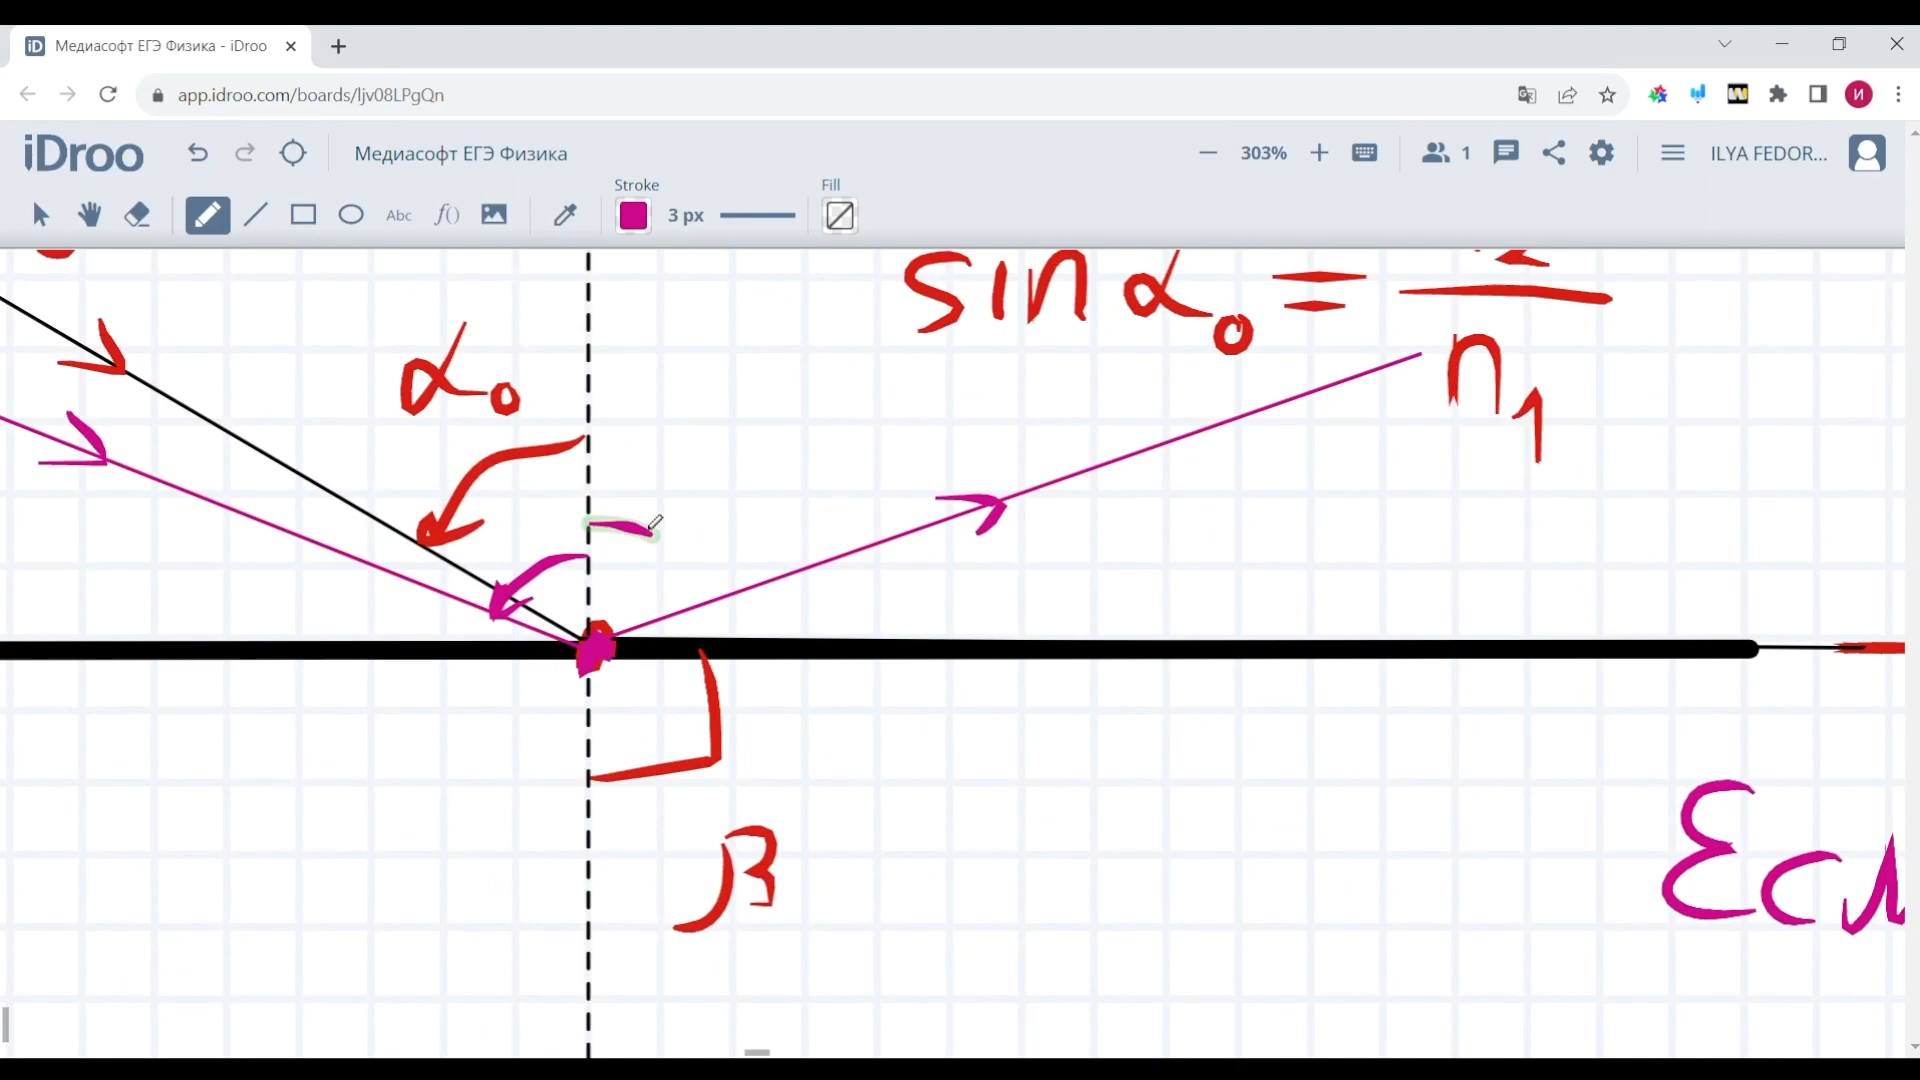 Медиасофт ЕГЭ Физика - iDroo
app.idroo.com/boards/ljv08LPgQn
И
iDroo
Медиасофт ЕГЭ Физика
303%
1
ILYA FEDOR...
Stroke
Fill
Abc
f()
3 px
sin α₀ =
n₁
α₀
β
Есл